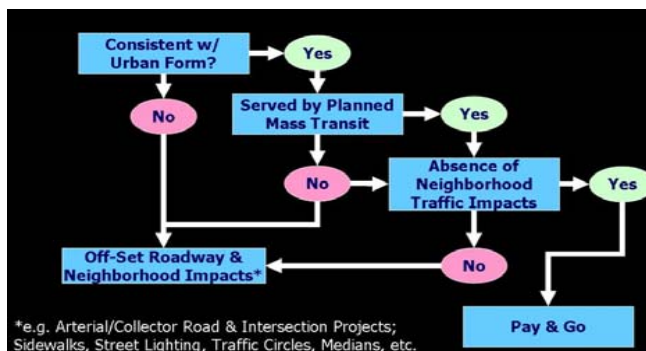 Consistent w/
Urban Form?
Yes
No
Served by Planned
Mass Transit
Yes
No
Absence of
Neighborhood
Traffic Impacts
Yes
No
Off-Set Roadway &
Neighborhood Impacts*
Pay & Go
*e.g. Arterial/Collector Road & Intersection Projects;
Sidewalks, Street Lighting, Traffic Circles, Medians, etc.